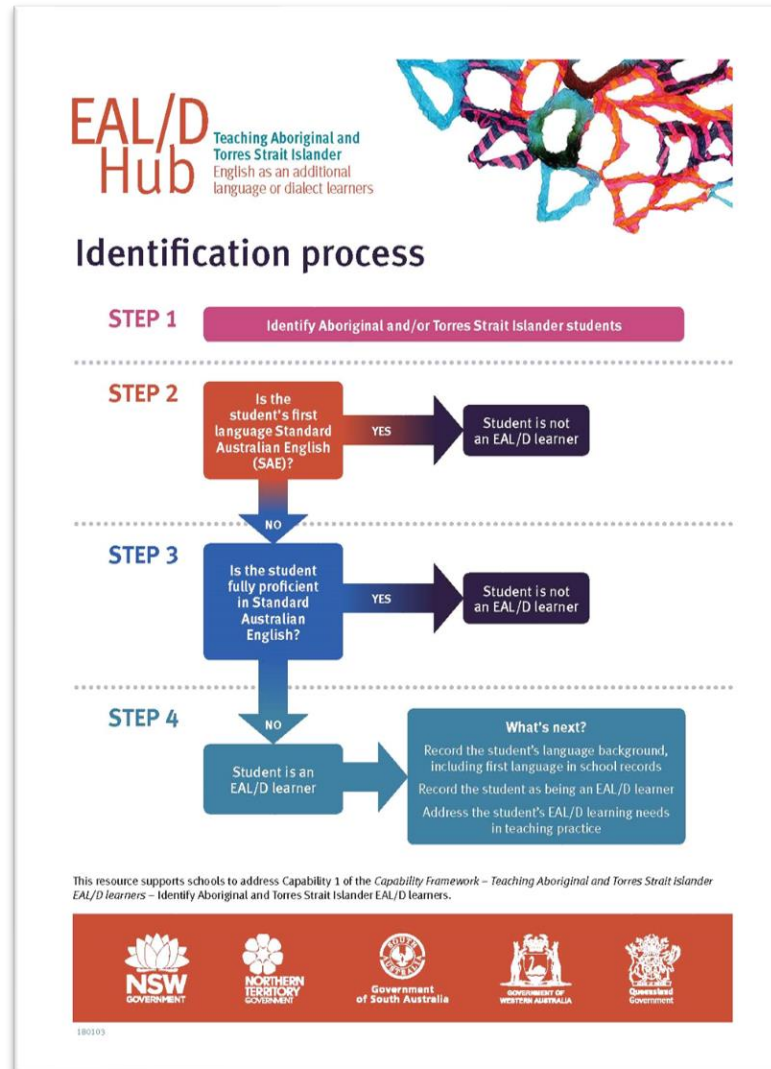 EAL/D
Hub
Teaching Aboriginal and
Torres Strait Islander
English as an additional
language or dialect learners
Identification process
STEP 1
Identify Aboriginal and/or Torres Strait Islander students
STEP 2
Is the
student's first
language Standard
Australian English
(SAE)?
YES
Student is not
an EAL/D learner
NO
STEP 3
Is the student
fully proficient
in Standard
Australian
English?
YES
Student is not
an EAL/D learner
NO
STEP 4
Student is an
EAL/D learner
What's next?
Record the student's language background,
including first language in school records
Record the student as being an EAL/D learner
Address the student's EAL/D learning needs
in teaching practice
This resource supports schools to address Capability 1 of the Capability Framework – Teaching Aboriginal and Torres Strait Islander
EAL/D learners – Identify Aboriginal and Torres Strait Islander EAL/D learners.
NSW
GOVERNMENT
NORTHERN
TERRITORY
GOVERNMENT
SOUTH
AUSTRALIA
Government
of South Australia
GOVERNMENT OF
WESTERN AUSTRALIA
Queensland
Government
180103